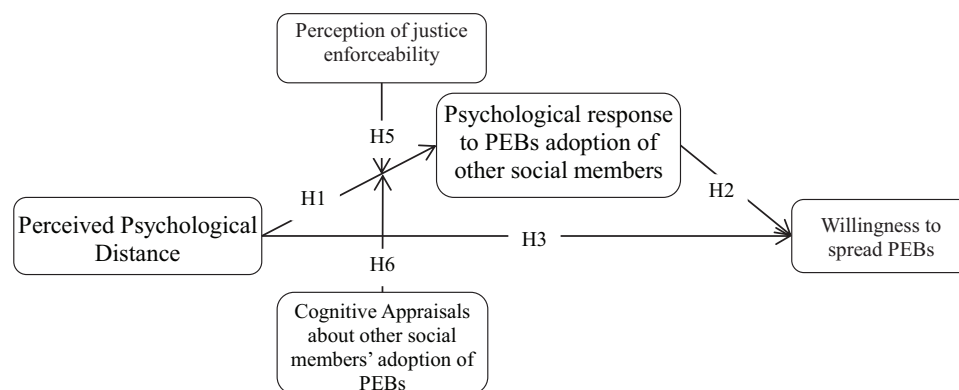 Perception of justice
enforceability
H5
Psychological response
to PEBs adoption of
other social members
H1
H2
Perceived Psychological
Distance
H3
Willingness to
spread PEBs
H6
Cognitive Appraisals
about other social
members’ adoption of
PEBs